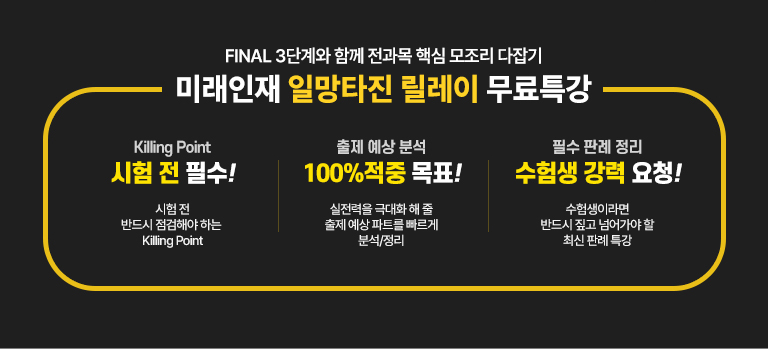 FINAL 3단계와 함께 전과목 핵심 모조리 다잡기
미래인재 일망타진 릴레이 무료특강
Killing Point
시험 전 필수!
시험 전
반드시 점검해야 하는
Killing Point
출제 예상 분석
100%적중 목표!
실전력을 극대화 해 줄
출제 예상 파트를 빠르게
분석/정리
필수 판례 정리
수험생 강력 요청!
수험생이라면
반드시 짚고 넘어가야 할
최신 판례 특강